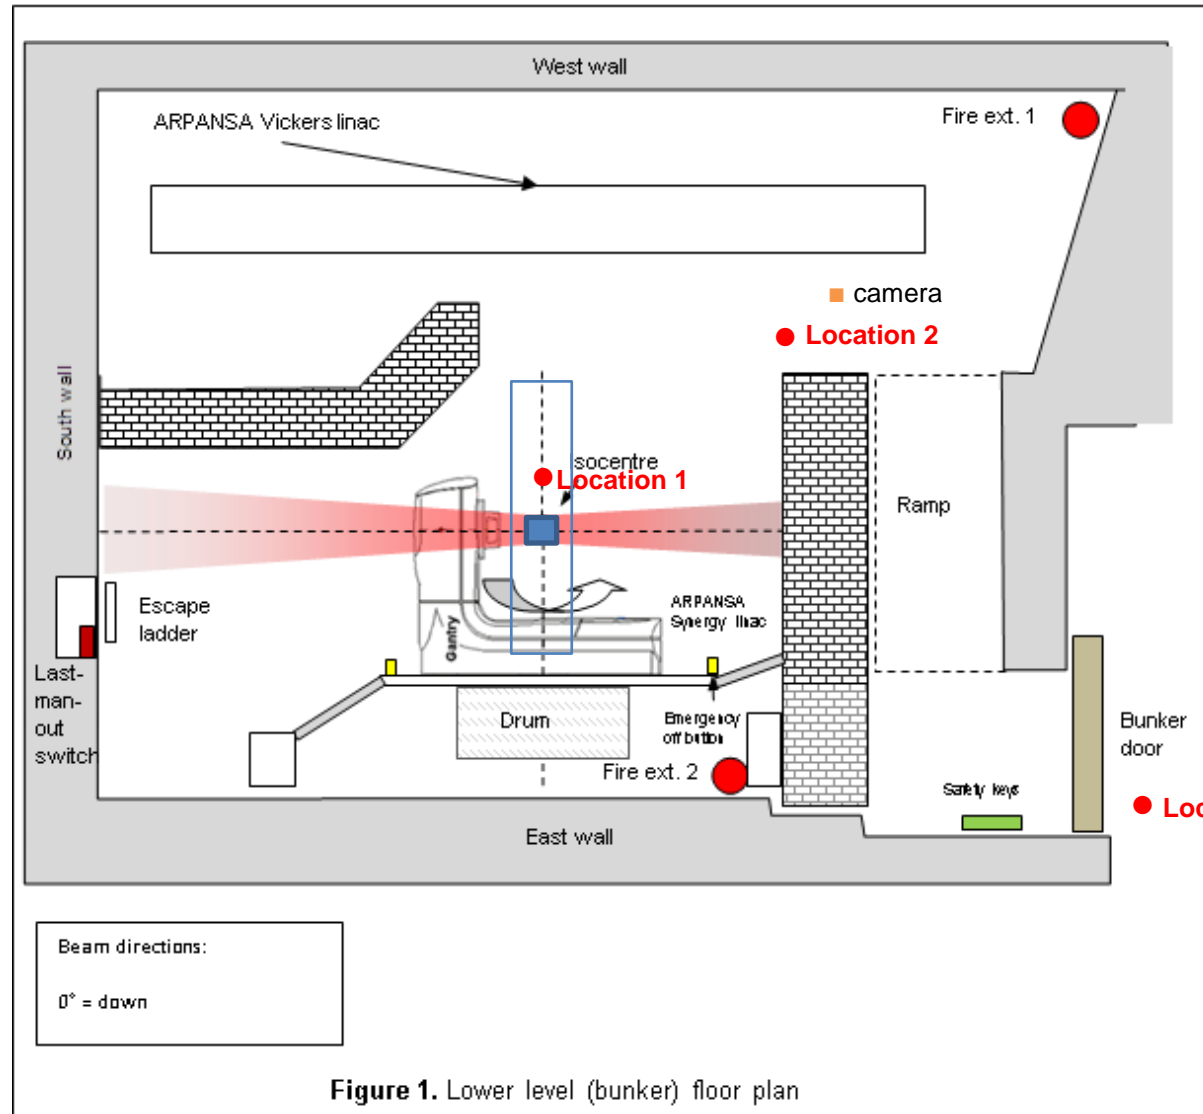 West wall
ARPANSA Vickers linac
Fire ext. 1
camera
Location 2
South wall
socentre
Location 1
Ramp
Escape
ladder
ARPANSA
Synergy linac
Gantry
Last-
man-
out
switch
Drum
Emergency
off button
Bunker
door
Fire ext. 2
Safety keys
Loc
East wall
Beam directions:
0° = down
Figure 1. Lower level (bunker) floor plan